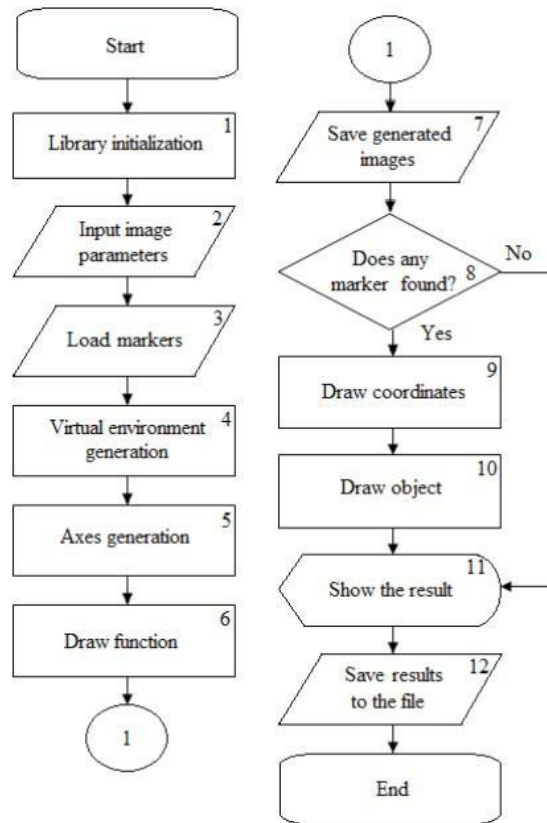 Start
1
Library initialization
2
Input image
parameters
3
Load markers
4
Virtual environment
generation
5
Axes generation
6
Draw function
1
1
7
Save generated
images
Does any
marker found?
8
No
Yes
9
Draw coordinates
10
Draw object
11
Show the result
12
Save results
to the file
End